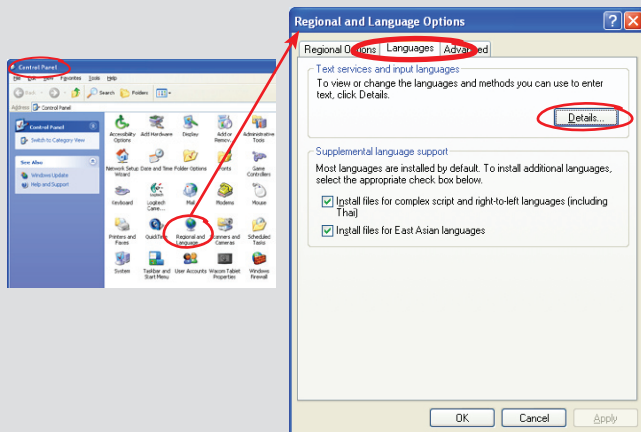 Control Panel
File Edit View Favorites Tools Help
Back Search Folders
Address Control Panel
Control Panel
Switch to Category View
See Also
Windows Update
Help and Support
Accessibility Options
Add Hardware
Display
Add or Remov...
Administrative Tools
Network Setup Wizard
Date and Time
Folder Options
Fonts
Game Controllers
Keyboard
Logitech Came...
Mail
Modems
Mouse
Printers and Faxes
QuickTime
Regional and Language
Scanners and Cameras
Scheduled Tasks
System
Taskbar and Start Menu
User Accounts
Wacom Tablet Properties
Windows Firewall
Regional and Language Options
Regional Options Languages Advanced
Text services and input languages
To view or change the languages and methods you can use to enter
text, click Details.
Details...
Supplemental language support
Most languages are installed by default. To install additional languages,
select the appropriate check box below.
Install files for complex script and right-to-left languages (including
Thai)
Install files for East Asian languages
OK Cancel Apply